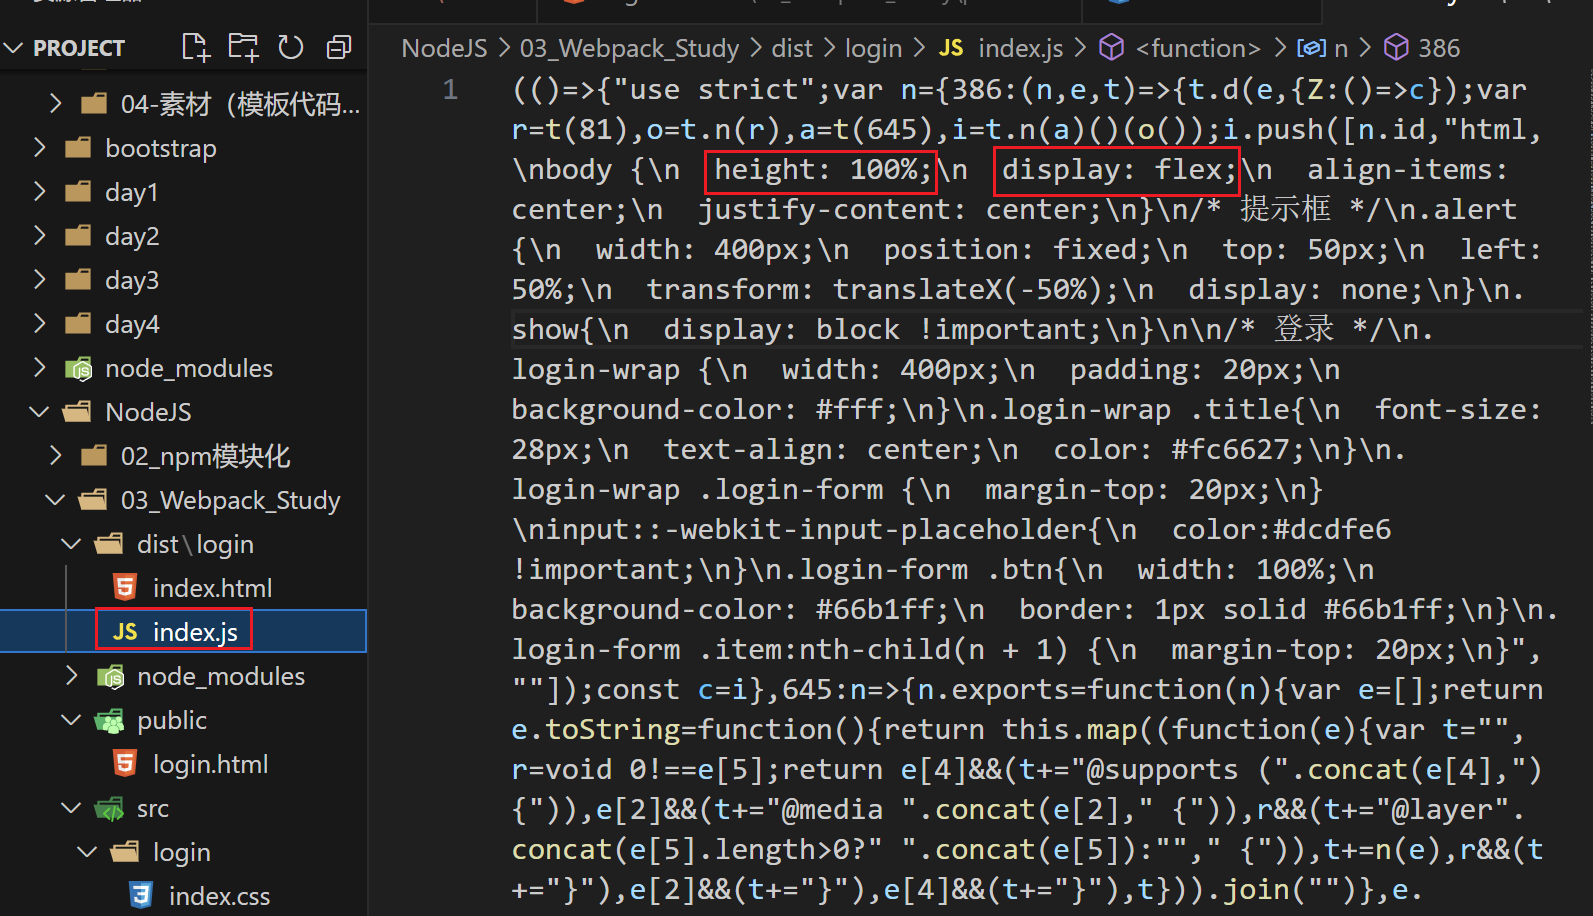 PROJECT
04-素材（模板代码...
bootstrap
day1
day2
day3
day4
node_modules
NodeJS
02_npm模块化
03_Webpack_Study
dist\login
index.html
index.js
node_modules
public
login.html
src
login
index.css
NodeJS > 03_Webpack_Study > dist > login > JS index.js > <function> > n > 386
1
(()=>{"use strict";var n={386:(n,e,t)=>{t.d(e,{Z:()=>c});var
r=t(81),o=t.n(r),a=t(645),i=t.n(a)()(o());i.push([n.id,"html,
\nbody {\n  height: 100%;\n  display: flex;\n  align-items:
center;\n  justify-content: center;\n}\n/* 提示框 */\n.alert
{\n  width: 400px;\n  position: fixed;\n  top: 50px;\n  left:
50%;\n  transform: translateX(-50%);\n  display: none;\n}\n.
show{\n  display: block !important;\n}\n\n/* 登录 */\n.
login-wrap {\n  width: 400px;\n  padding: 20px;\n
background-color: #fff;\n}\n.login-wrap .title{\n  font-size:
28px;\n  text-align: center;\n  color: #fc6627;\n}\n.
login-wrap .login-form {\n  margin-top: 20px;\n}
\ninput::-webkit-input-placeholder{\n  color:#dcdfe6
!important;\n}\n.login-form .btn{\n  width: 100%;\n
background-color: #66b1ff;\n  border: 1px solid #66b1ff;\n}\n.
login-form .item:nth-child(n + 1) {\n  margin-top: 20px;\n}",
""]);const c=i},645:n=>{n.exports=function(n){var e=[];return
e.toString=function(){return this.map((function(e){var t="",
r=void 0!==e[5];return e[4]&&(t+="@supports (".concat(e[4],")
{")),e[2]&&(t+="@media ".concat(e[2]," {")),r&&(t+="@layer".
concat(e[5].length>0?" ".concat(e[5]):""," {")),t+=n(e),r&&(t
+="}"),e[2]&&(t+="}"),e[4]&&(t+="}"),t})).join("")},e.